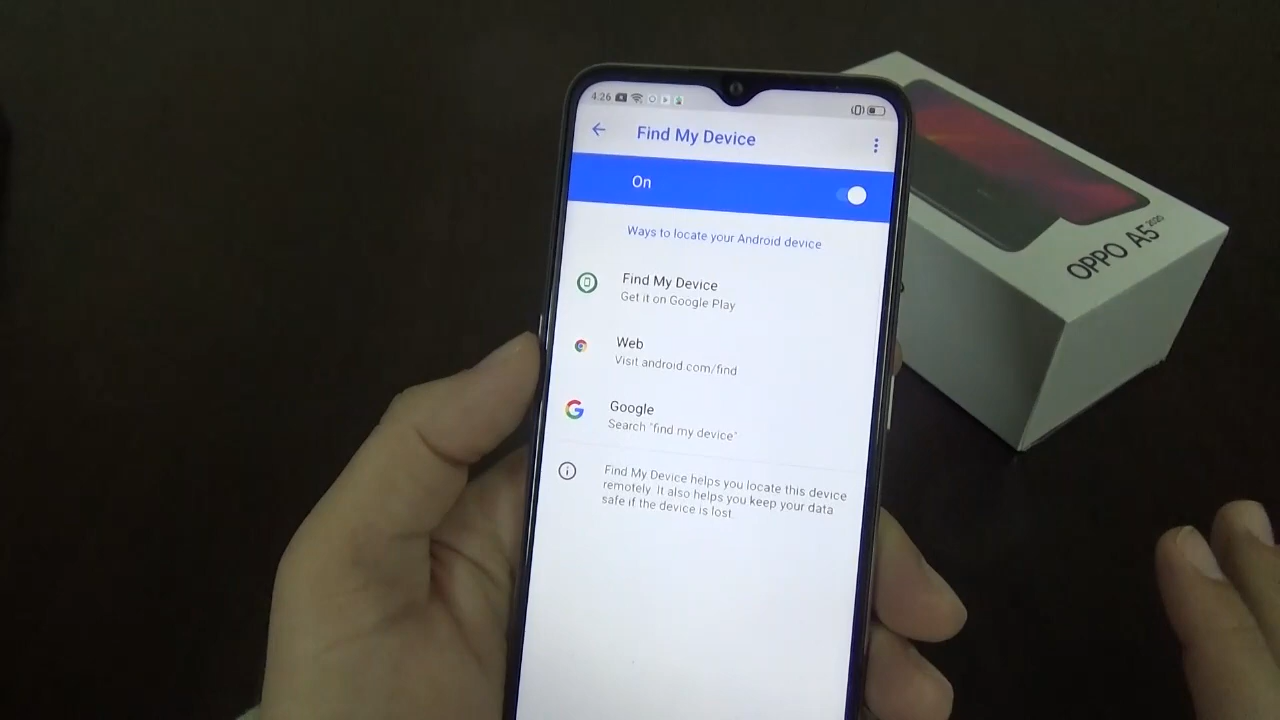 4:26
Find My Device
On
Ways to locate your Android device
Find My Device
Get it on Google Play
Web
Visit android.com/find
Google
Search "find my device"
Find My Device helps you locate this device
remotely. It also helps you keep your data
safe if the device is lost.
OPPO A5 2020